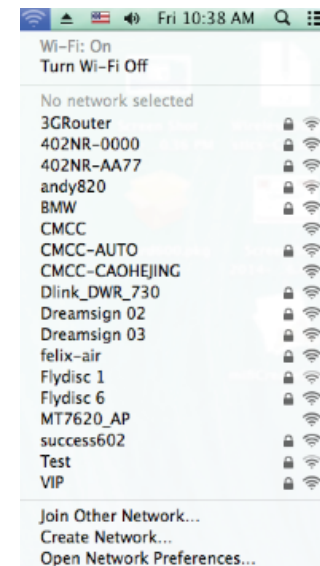 Fri 10:38 AM
Wi-Fi: On
Turn Wi-Fi Off
No network selected
3GRouter
402NR-0000
402NR-AA77
andy820
BMW
CMCC
CMCC-AUTO
CMCC-CAOHEJING
Dlink_DWR_730
Dreamsign 02
Dreamsign 03
felix-air
Flydisc 1
Flydisc 6
MT7620_AP
success602
Test
VIP
Join Other Network...
Create Network...
Open Network Preferences...